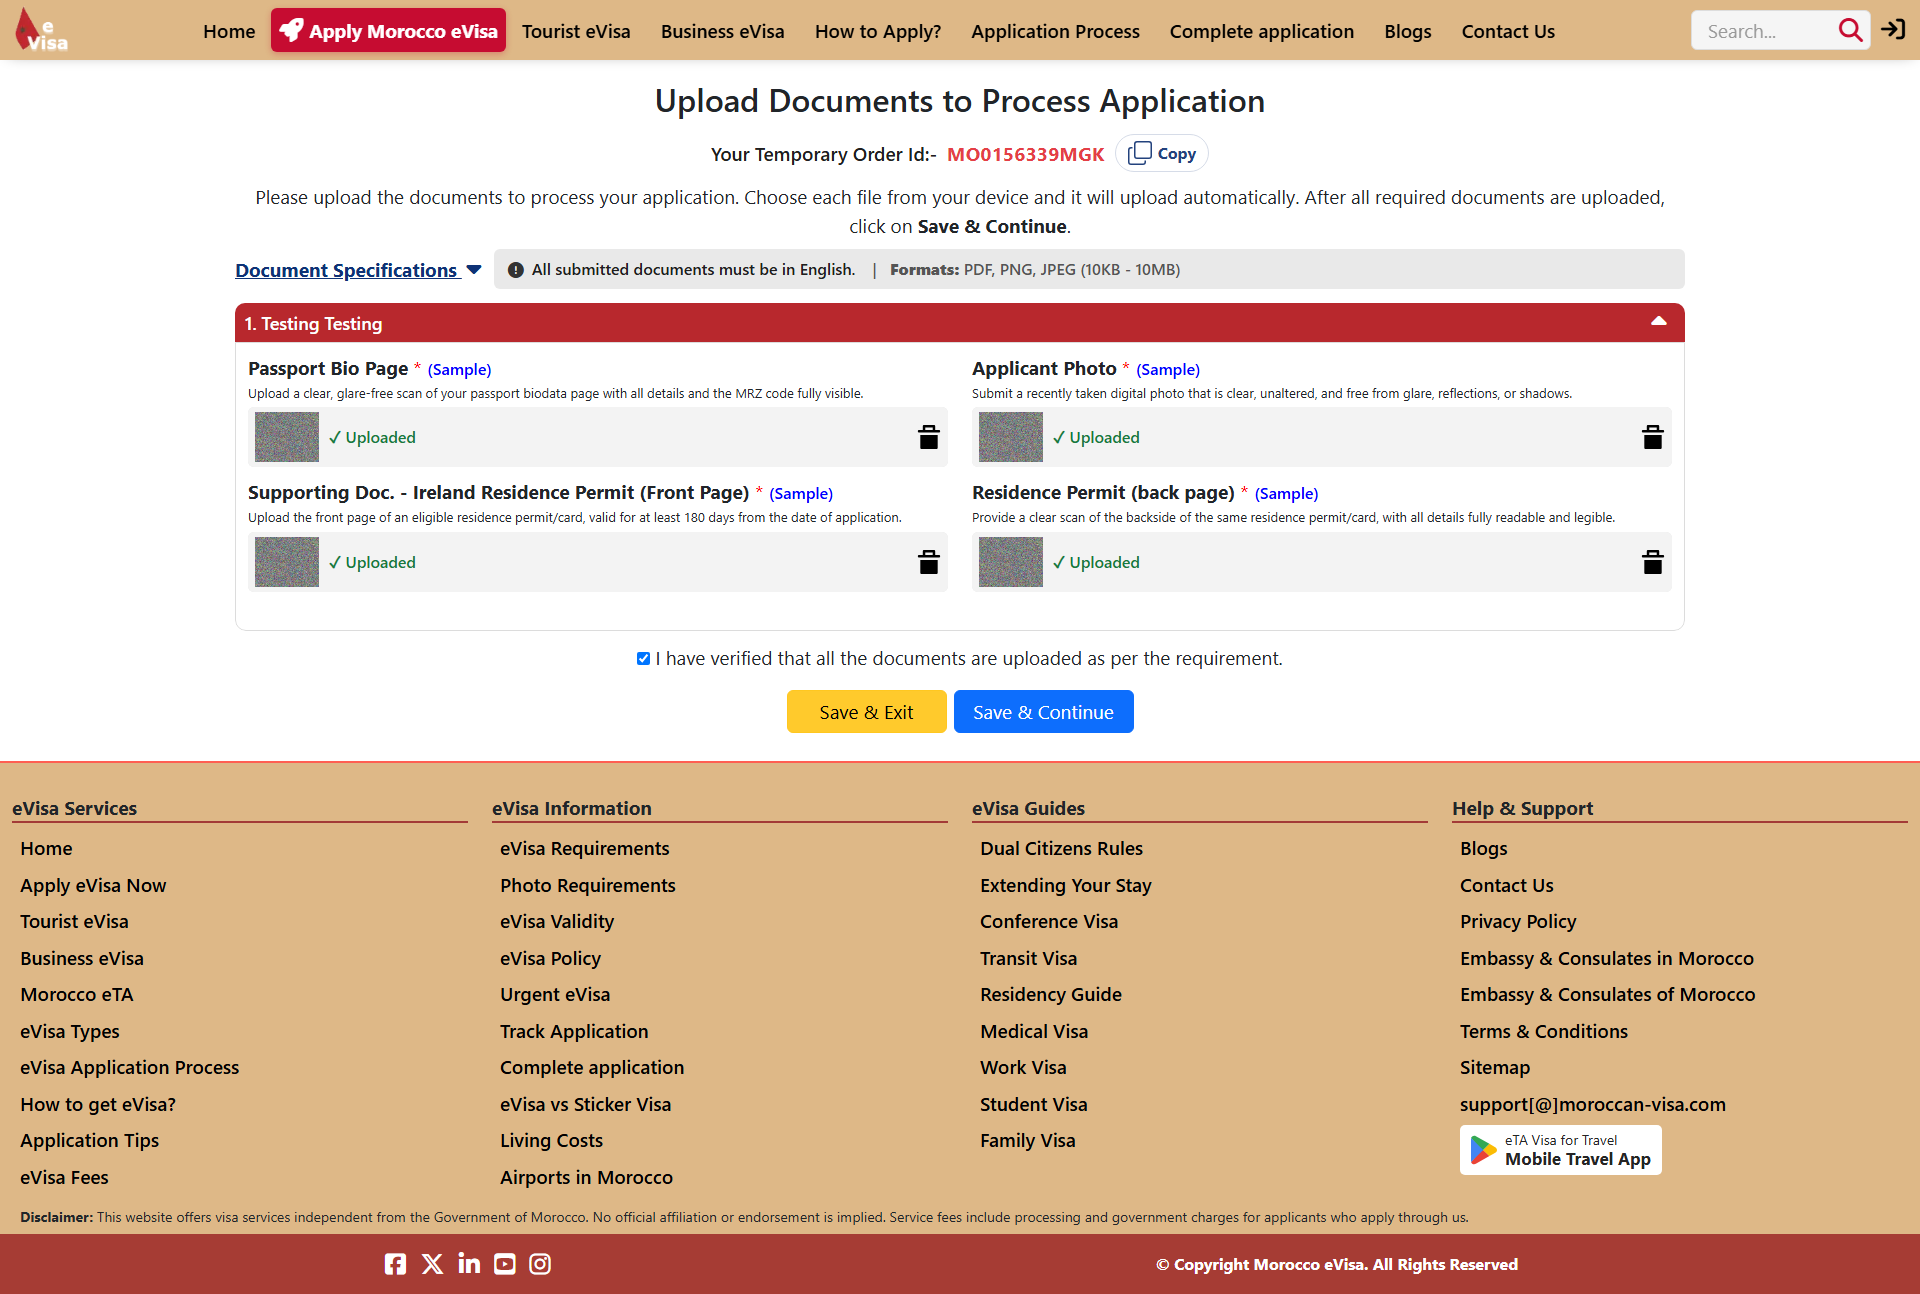 e
Visa
Home
Apply Morocco eVisa
Tourist eVisa
Business eVisa
How to Apply?
Application Process
Complete application
Blogs
Contact Us
Search...
Upload Documents to Process Application
Your Temporary Order Id:- MO0156339MGK
Copy
Please upload the documents to process your application. Choose each file from your device and it will upload automatically. After all required documents are uploaded,
click on Save & Continue.
Document Specifications
All submitted documents must be in English. | Formats: PDF, PNG, JPEG (10KB - 10MB)
1. Testing Testing
Passport Bio Page * (Sample)
Upload a clear, glare-free scan of your passport biodata page with all details and the MRZ code fully visible.
✓ Uploaded
Applicant Photo * (Sample)
Submit a recently taken digital photo that is clear, unaltered, and free from glare, reflections, or shadows.
✓ Uploaded
Supporting Doc. - Ireland Residence Permit (Front Page) * (Sample)
Upload the front page of an eligible residence permit/card, valid for at least 180 days from the date of application.
✓ Uploaded
Residence Permit (back page) * (Sample)
Provide a clear scan of the backside of the same residence permit/card, with all details fully readable and legible.
✓ Uploaded
I have verified that all the documents are uploaded as per the requirement.
Save & Exit
Save & Continue
eVisa Services
Home
Apply eVisa Now
Tourist eVisa
Business eVisa
Morocco eTA
eVisa Types
eVisa Application Process
How to get eVisa?
Application Tips
eVisa Fees
eVisa Information
eVisa Requirements
Photo Requirements
eVisa Validity
eVisa Policy
Urgent eVisa
Track Application
Complete application
eVisa vs Sticker Visa
Living Costs
Airports in Morocco
eVisa Guides
Dual Citizens Rules
Extending Your Stay
Conference Visa
Transit Visa
Residency Guide
Medical Visa
Work Visa
Student Visa
Family Visa
Help & Support
Blogs
Contact Us
Privacy Policy
Embassy & Consulates in Morocco
Embassy & Consulates of Morocco
Terms & Conditions
Sitemap
support[@]moroccan-visa.com
eTA Visa for Travel
Mobile Travel App
Disclaimer: This website offers visa services independent from the Government of Morocco. No official affiliation or endorsement is implied. Service fees include processing and government charges for applicants who apply through us.
© Copyright Morocco eVisa. All Rights Reserved